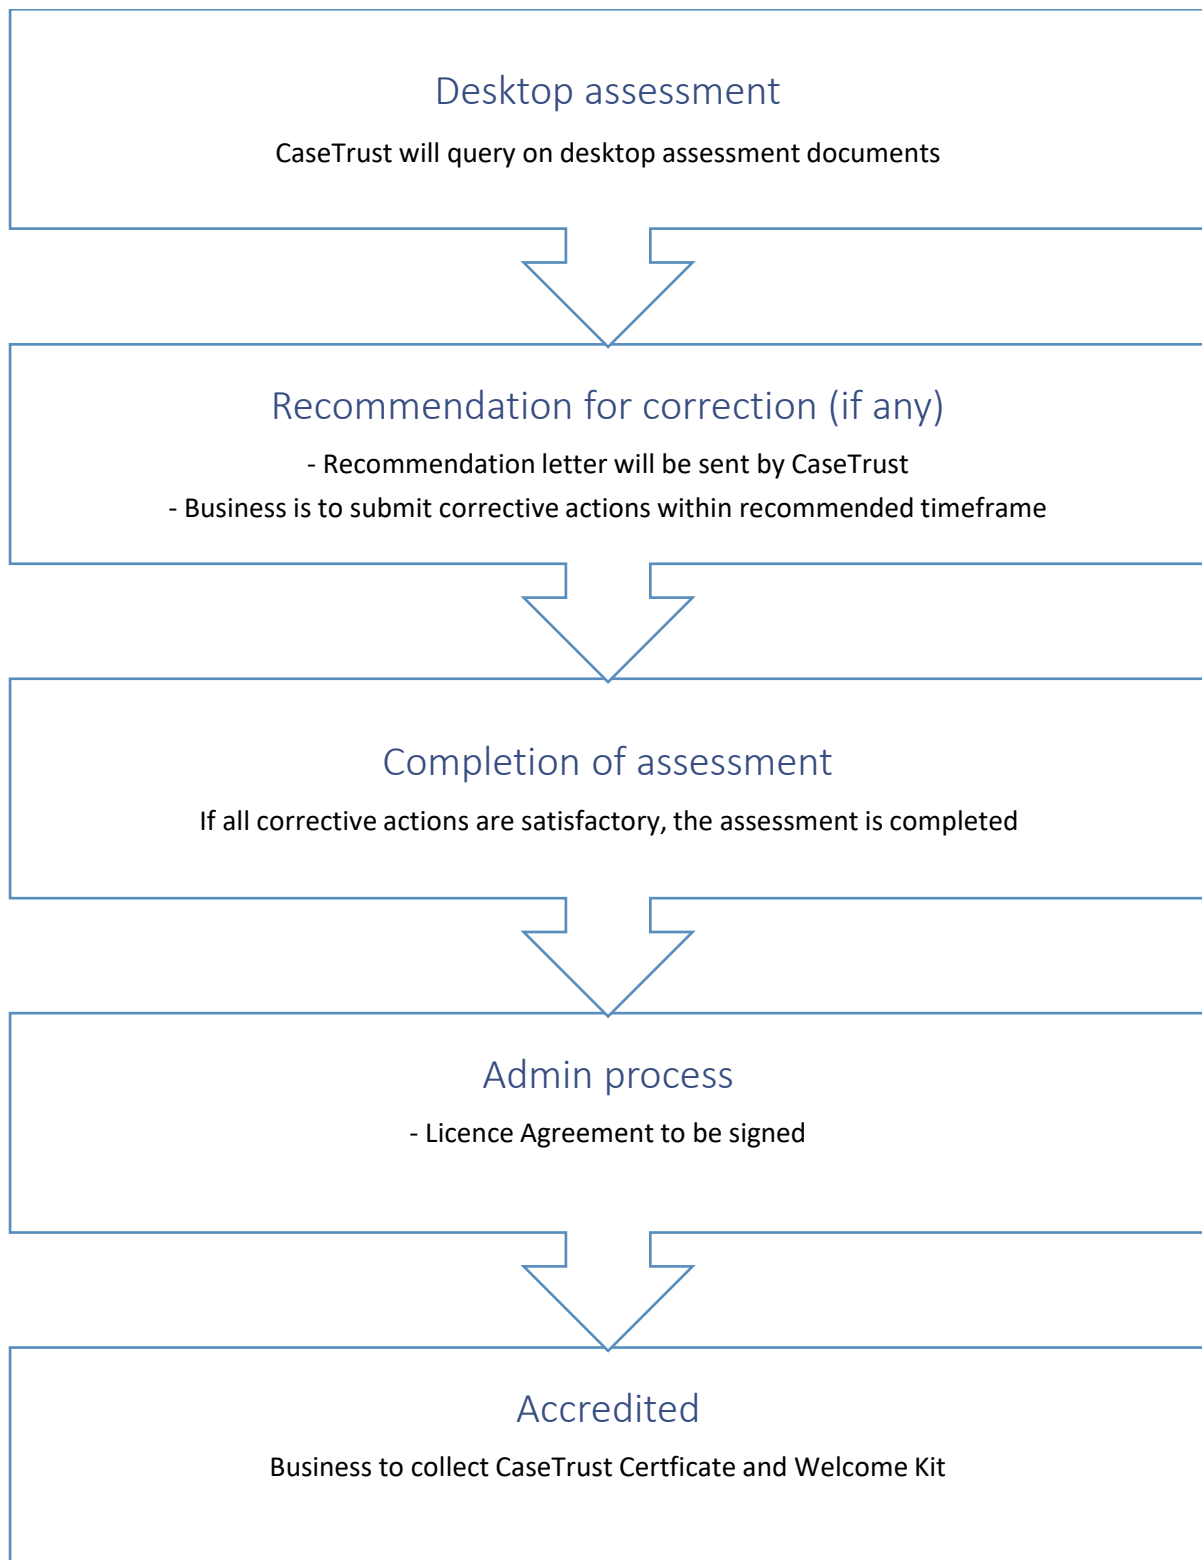 Desktop assessment
CaseTrust will query on desktop assessment documents
Recommendation for correction (if any)
- Recommendation letter will be sent by CaseTrust
- Business is to submit corrective actions within recommended timeframe
Completion of assessment
If all corrective actions are satisfactory, the assessment is completed
Admin process
- Licence Agreement to be signed
Accredited
Business to collect CaseTrust Certficate and Welcome Kit